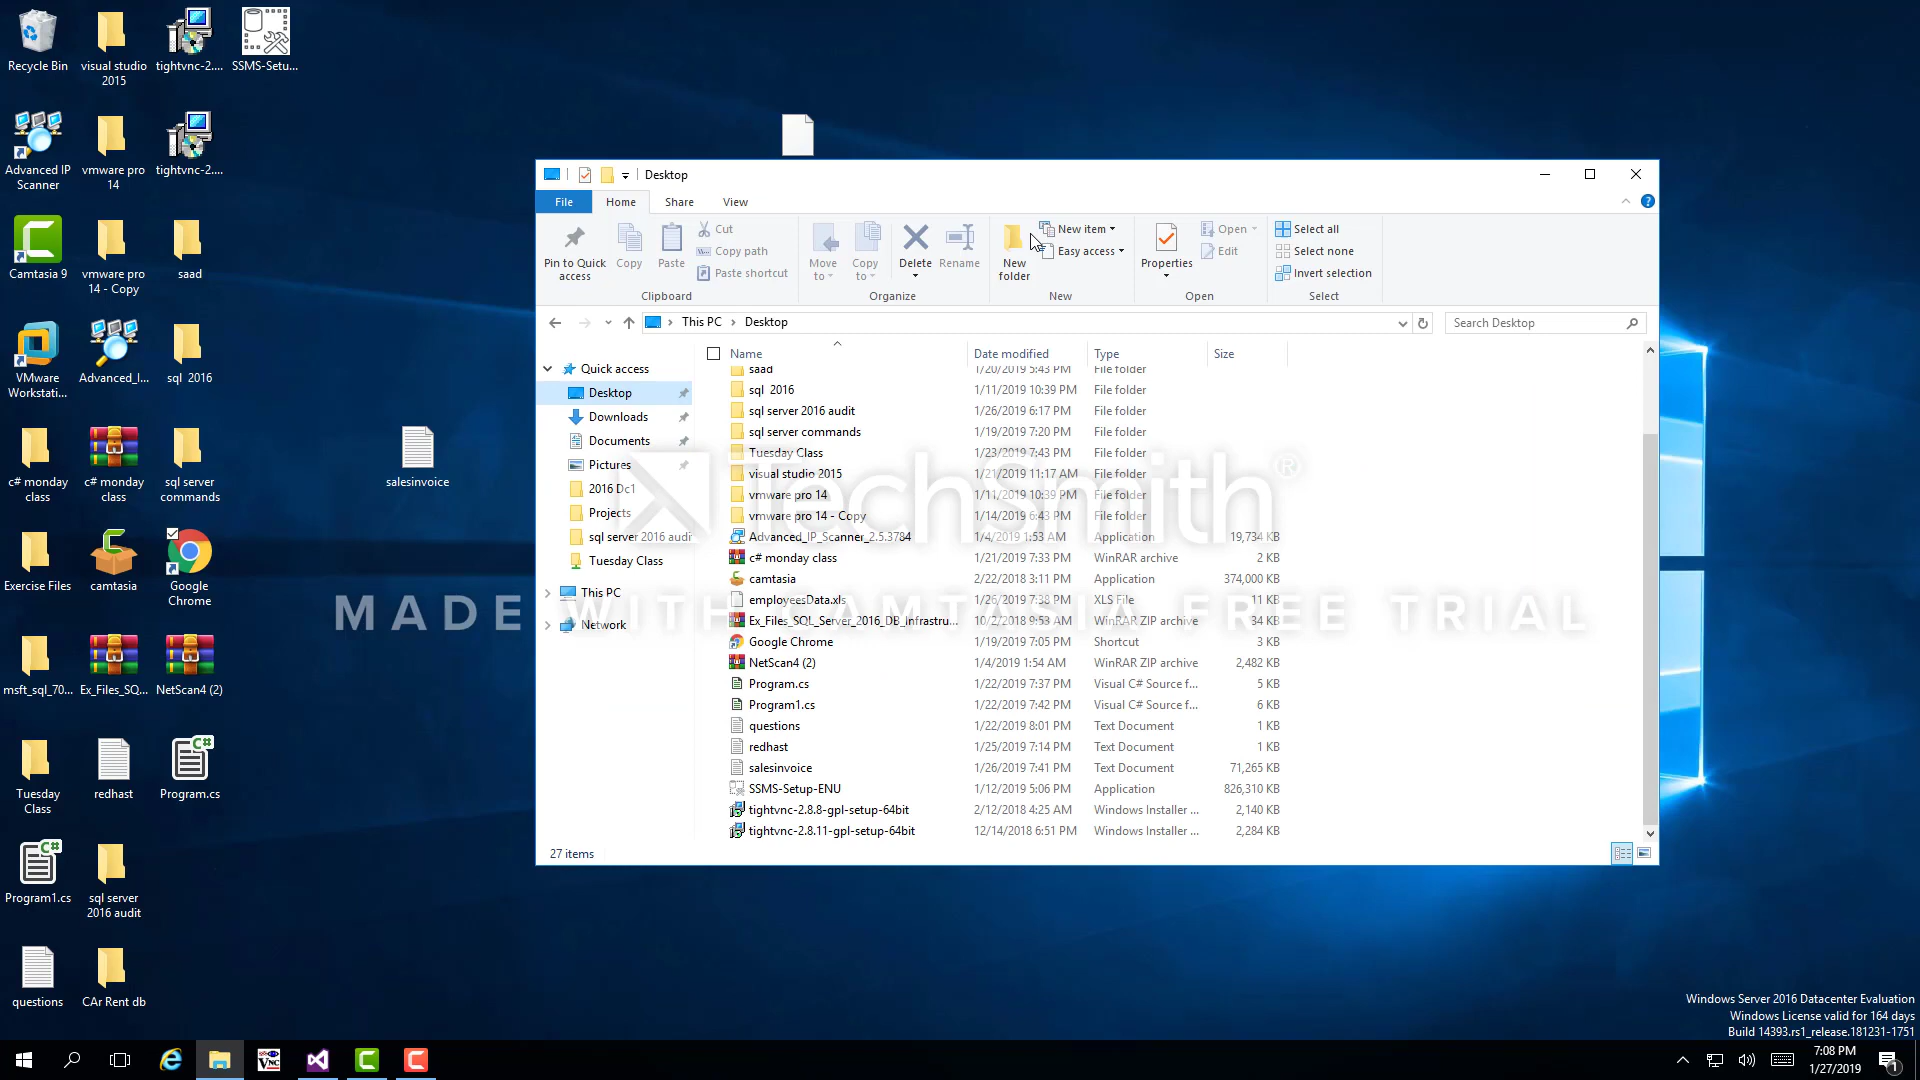 Recycle Bin
visual studio 2015
tightvnc-2....
SSMS-Setu...
Advanced IP Scanner
vmware pro 14
tightvnc-2....
Camtasia 9
vmware pro 14 - Copy
saad
VMware Workstati...
Advanced_I...
sql 2016
c# monday class
c# monday class
sql server commands
salesinvoice
Exercise Files
camtasia
Google Chrome
msft_sql_70...
Ex_Files_SQ...
NetScan4 (2)
Tuesday Class
redhast
Program.cs
Program1.cs
sql server 2016 audit
questions
CAr Rent db
Desktop
File Home Share View
Pin to Quick access
Copy
Paste
Cut
Copy path
Paste shortcut
Clipboard
Move to
Copy to
Delete
Rename
Organize
New folder
New item
Easy access
New
Properties
Open
Edit
Open
Select all
Select none
Invert selection
Select
This PC Desktop
Search Desktop
Quick access
Desktop
Downloads
Documents
Pictures
2016 Dc1
Projects
sql server 2016 audit
Tuesday Class
This PC
Network
Name Date modified Type Size
saad 1/20/2019 5:43 PM File folder
sql 2016 1/11/2019 10:39 PM File folder
sql server 2016 audit 1/26/2019 6:17 PM File folder
sql server commands 1/19/2019 7:20 PM File folder
Tuesday Class 1/23/2019 7:43 PM File folder
visual studio 2015 1/21/2019 11:17 AM File folder
vmware pro 14 1/11/2019 10:39 PM File folder
vmware pro 14 - Copy 1/14/2019 6:43 PM File folder
Advanced_IP_Scanner_2.5.3784 1/4/2019 1:53 AM Application 19,734 KB
c# monday class 1/21/2019 7:33 PM WinRAR archive 2 KB
camtasia 2/22/2018 3:11 PM Application 374,000 KB
employeesData.xls 1/26/2019 7:38 PM XLS File 11 KB
Ex_Files_SQL_Server_2016_DB_Infrastru... 10/2/2018 9:53 AM WinRAR ZIP archive 34 KB
Google Chrome 1/19/2019 7:05 PM Shortcut 3 KB
NetScan4 (2) 1/4/2019 1:54 AM WinRAR ZIP archive 2,482 KB
Program.cs 1/22/2019 7:37 PM Visual C# Source f... 5 KB
Program1.cs 1/22/2019 7:42 PM Visual C# Source f... 6 KB
questions 1/22/2019 8:01 PM Text Document 1 KB
redhast 1/25/2019 7:14 PM Text Document 1 KB
salesinvoice 1/26/2019 7:41 PM Text Document 71,265 KB
SSMS-Setup-ENU 1/12/2019 5:06 PM Application 826,310 KB
tightvnc-2.8.8-gpl-setup-64bit 2/12/2018 4:25 AM Windows Installer ... 2,140 KB
tightvnc-2.8.11-gpl-setup-64bit 12/14/2018 6:51 PM Windows Installer ... 2,284 KB
27 items
TechSmith®
MADE WITH CAMTASIA FREE TRIAL
Windows Server 2016 Datacenter Evaluation
Windows License valid for 164 days
Build 14393.rs1_release.181231-1751
7:08 PM
1/27/2019
1